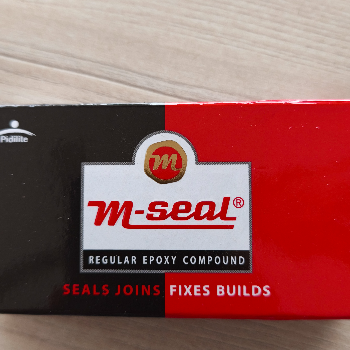 Pidilite
m
m-seal®
REGULAR EPOXY COMPOUND
SEALS JOINS FIXES BUILDS